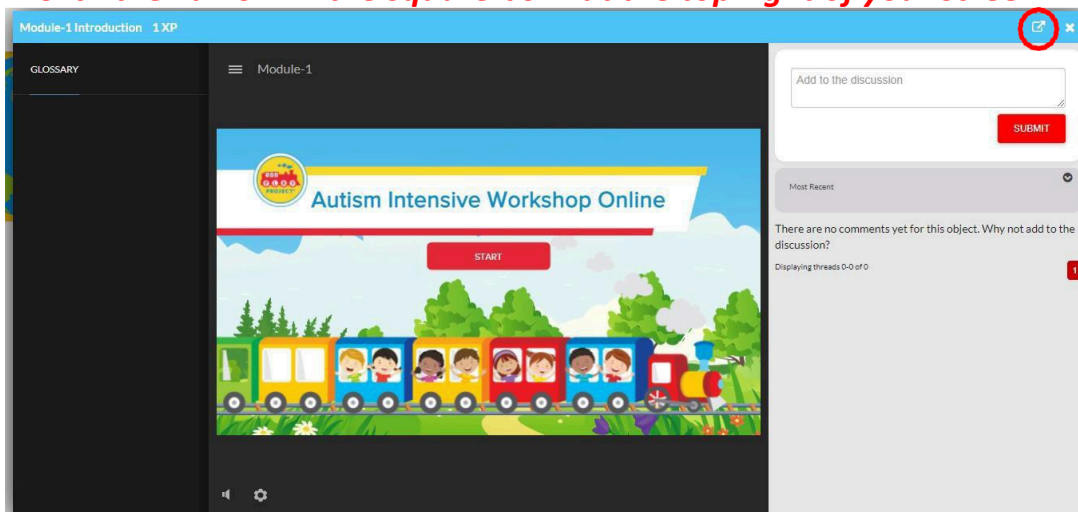 Module-1 Introduction 1 XP
GLOSSARY
Module-1
Add to the discussion
SUBMIT
Autism Intensive Workshop Online
START
Most Recent
There are no comments yet for this object. Why not add to the
discussion?
Displaying threads 0-0 of 0
1